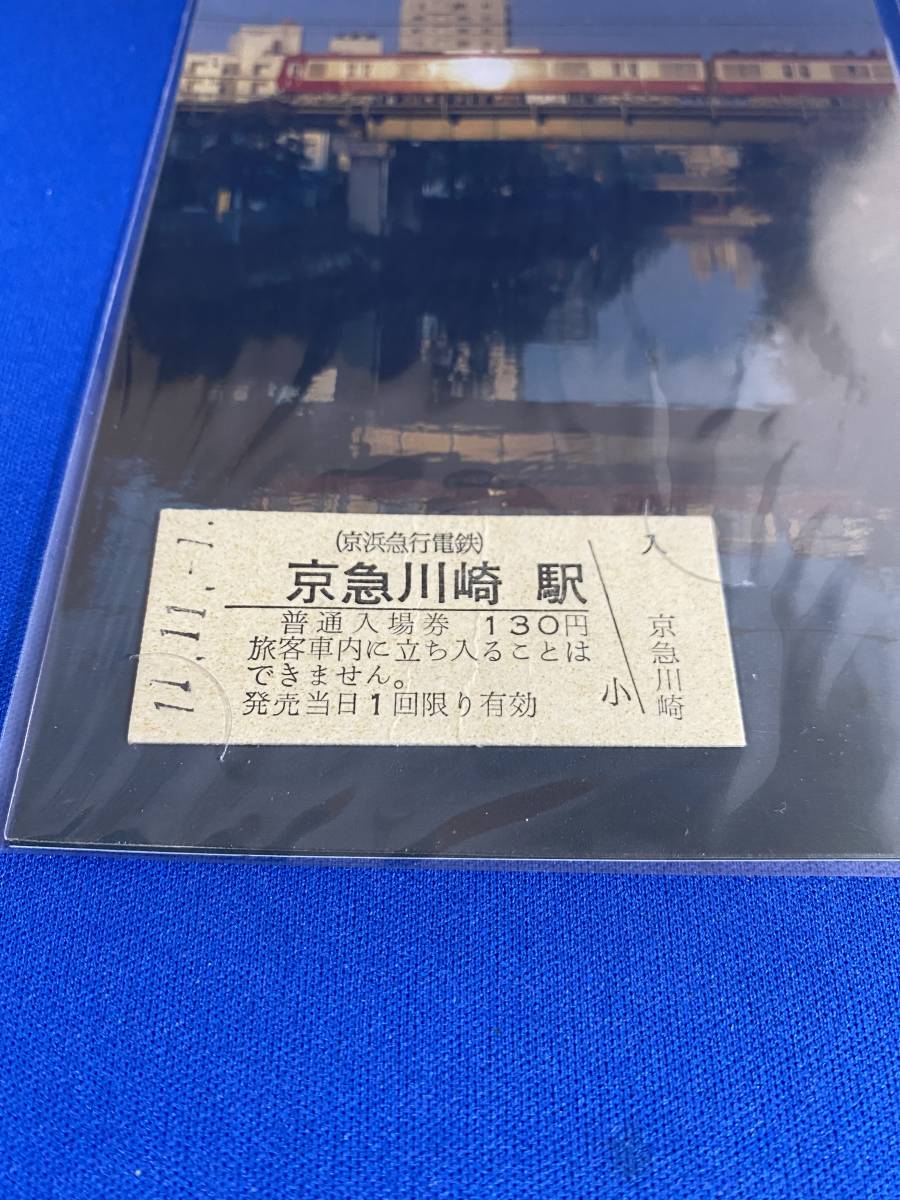 (京浜急行電鉄)
京急川崎 駅
普通入場券 130円
旅客車内に立ち入ることは
できません。
発売当日1回限り有効
小
入
京急川崎
11.11.-1.